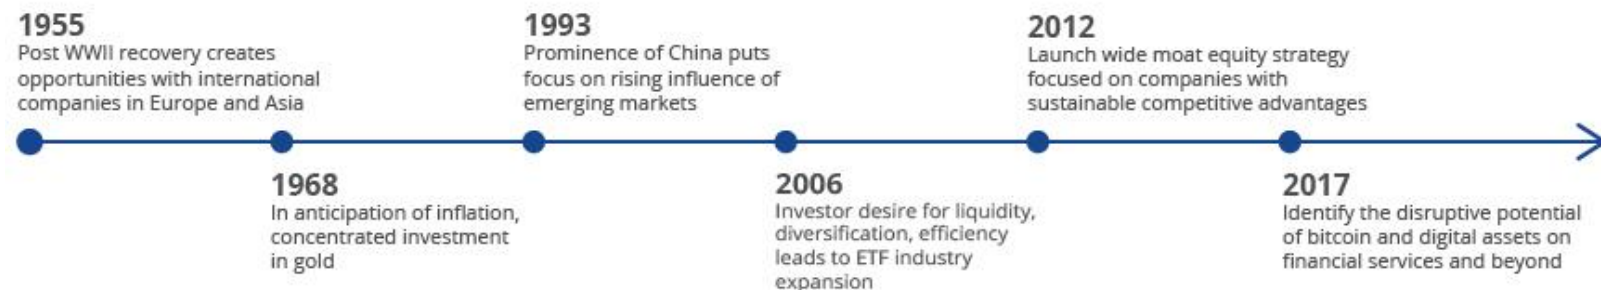 1955
Post WWII recovery creates
opportunities with international
companies in Europe and Asia
1968
In anticipation of inflation,
concentrated investment
in gold
1993
Prominence of China puts
focus on rising influence of
emerging markets
2006
Investor desire for liquidity,
diversification, efficiency
leads to ETF industry
expansion
2012
Launch wide moat equity strategy
focused on companies with
sustainable competitive advantages
2017
Identify the disruptive potential
of bitcoin and digital assets on
financial services and beyond